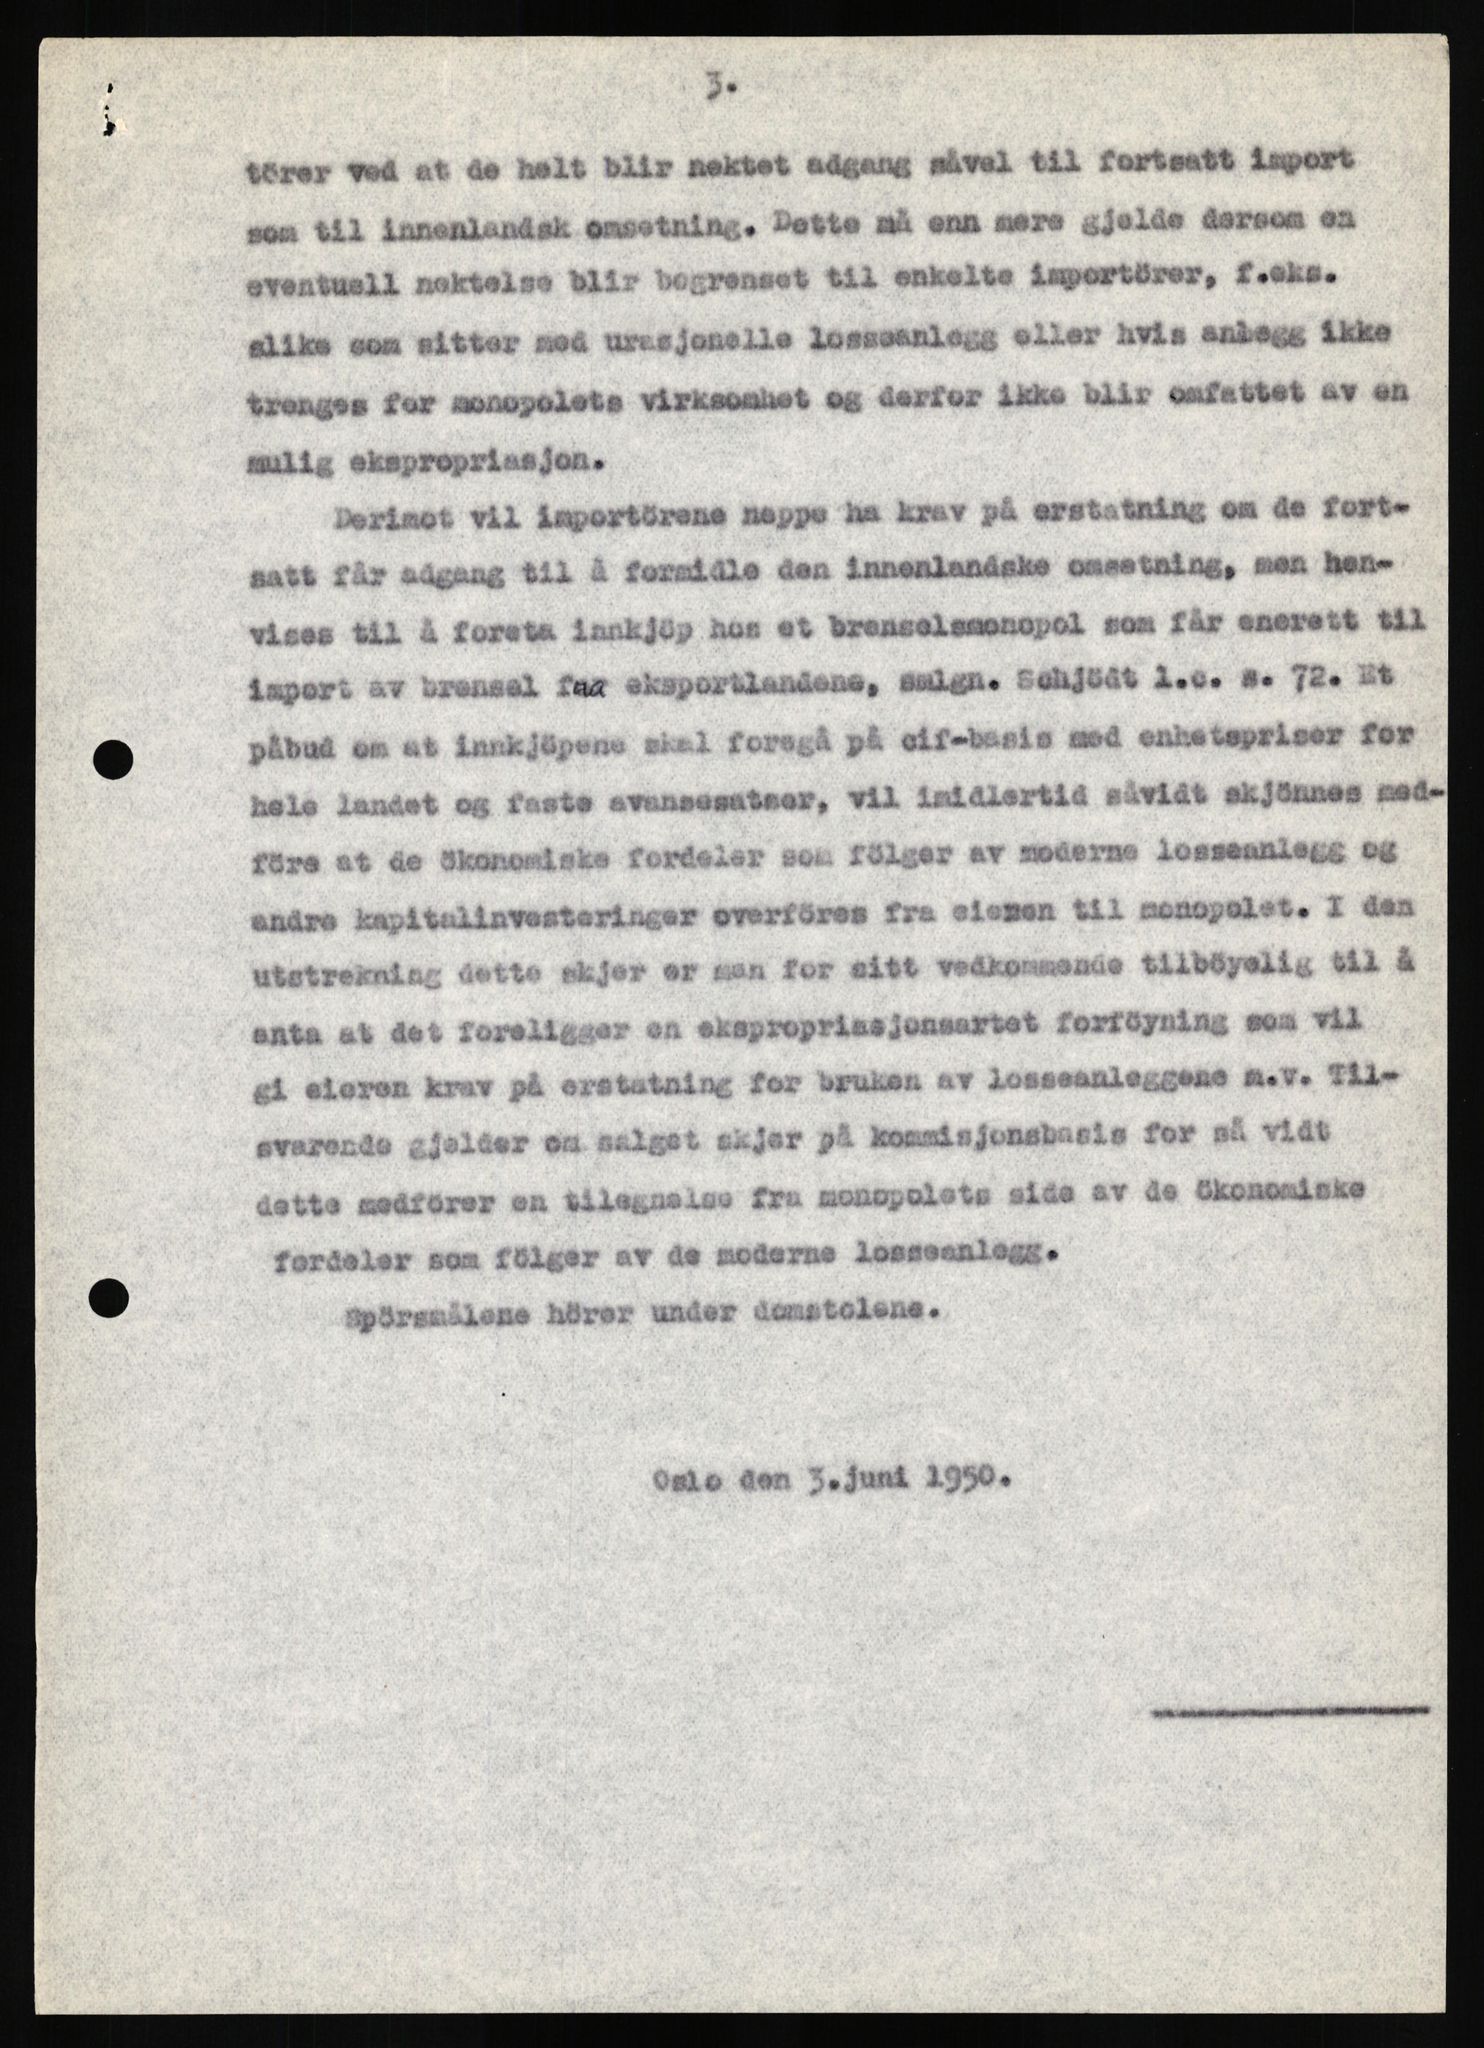 3.
törer ved at de helt blir nektet adgang såvel til fortsatt import
som til innenlandsk omsetning. Dette må enn mere gjelde dersom en
eventuell nektelse blir begrenset til enkelte importörer, f.eks.
slike som sitter med urasjonelle losseanlegg eller hvis anlegg ikke
trenges for monopolets virksomhet og derfor ikke blir omfattet av en
mulig ekspropriasjon.
Derimot vil importörene neppe ha krav på erstatning om de fort-
satt får adgang til å formidle den innenlandske omsetning, men hen-
vises til å foreta innkjöp hos et brenselsmonopol som får enerett til
import av brensel fra eksportlandene, smlgn. Schjödt l.c. s. 72. Et
påbud om at innkjöpene skal foregå på cif-basis med enhetspriser for
hele landet og faste avansesatser, vil imidlertid såvidt skjönnes med-
före at de ökonomiske fordeler som fölger av moderne losseanlegg og
andre kapitalinvesteringer overföres fra eieren til monopolet. I den
utstrekning dette skjer er man for sitt vedkommende tilböyelig til å
anta at det foreligger en ekspropriasjonsartet forföyning som vil
gi eieren krav på erstatning for bruken av losseanleggene m.v. Til-
svarende gjelder om salget skjer på kommisjonsbasis for så vidt
dette medförer en tilegnelse fra monopolets side av de ökonomiske
fordeler som fölger av de moderne losseanlegg.
Spörsmålene hörer under domstolene.
Oslo den 3.juni 1950.